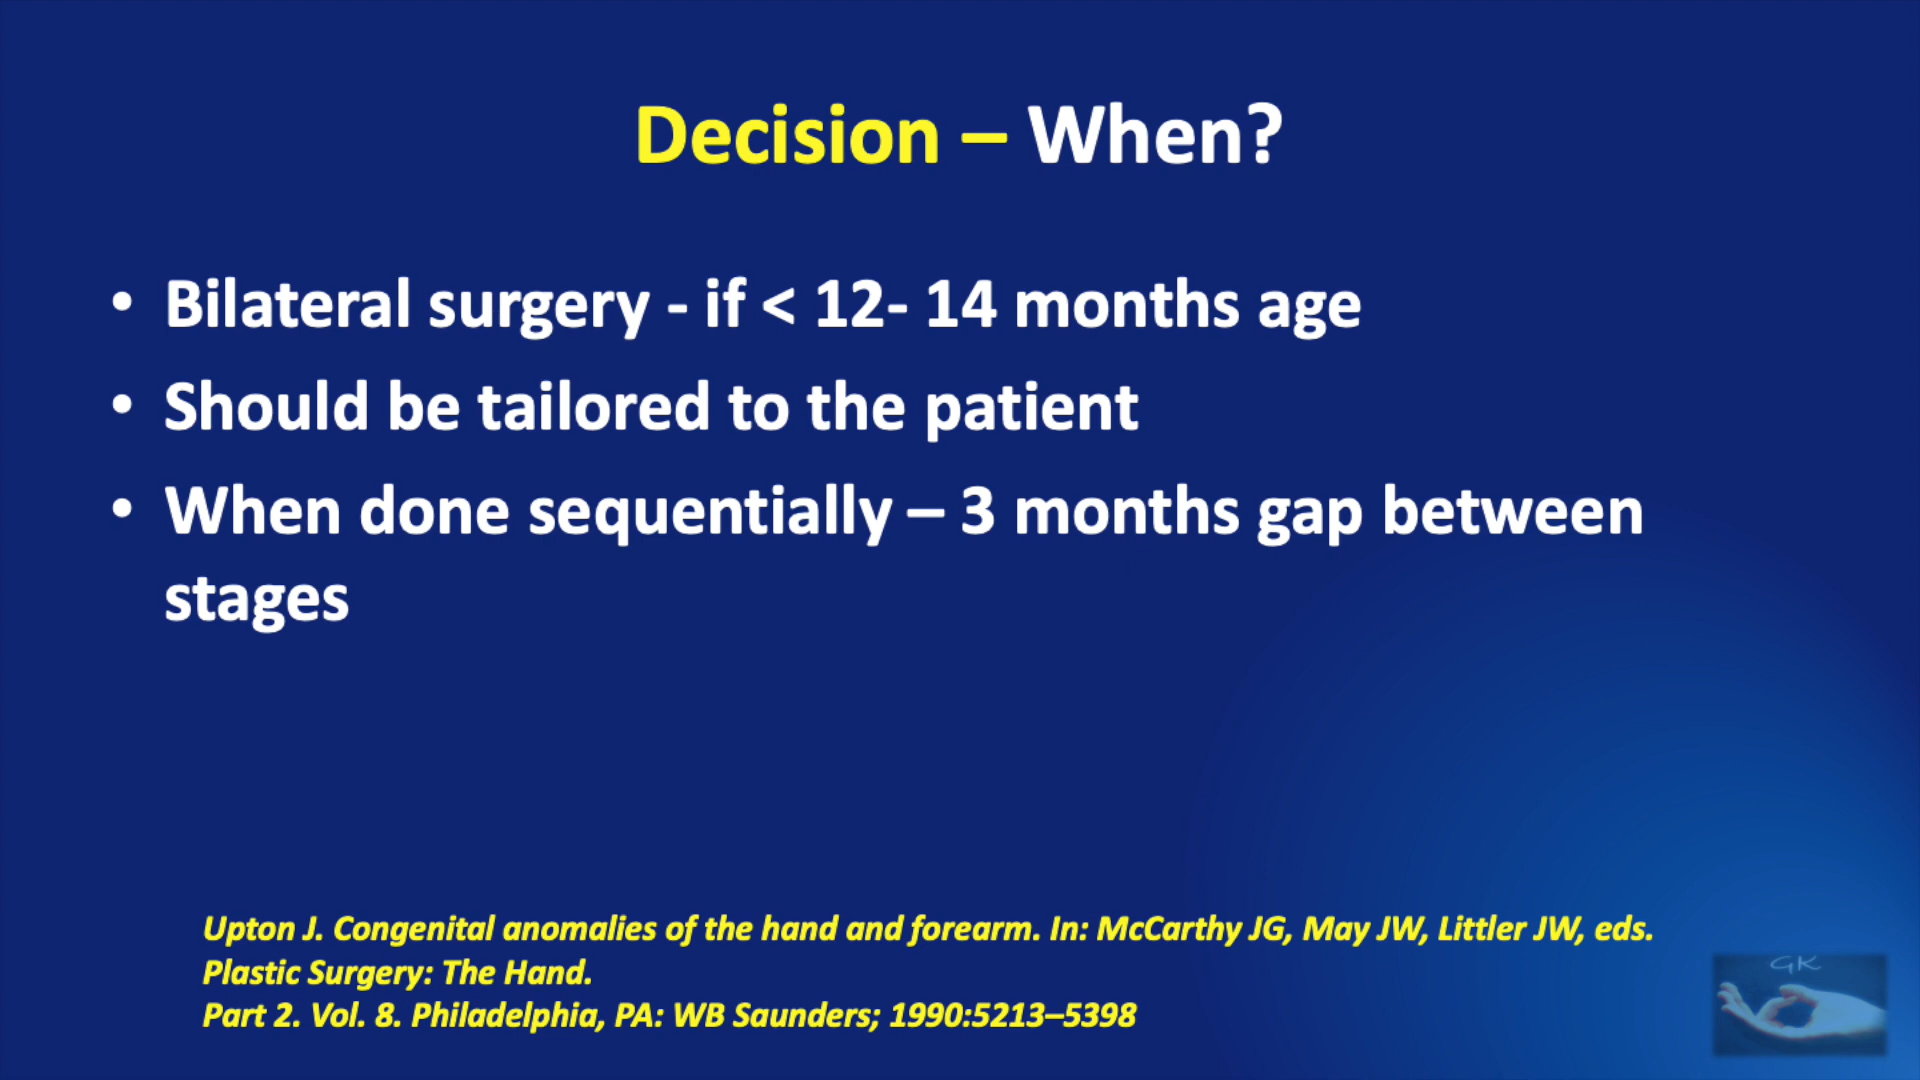 Decision – When?
• Bilateral surgery - if < 12- 14 months age
• Should be tailored to the patient
• When done sequentially – 3 months gap between
stages
Upton J. Congenital anomalies of the hand and forearm. In: McCarthy JG, May JW, Littler JW, eds.
Plastic Surgery: The Hand.
Part 2. Vol. 8. Philadelphia, PA: WB Saunders; 1990:5213–5398
GK